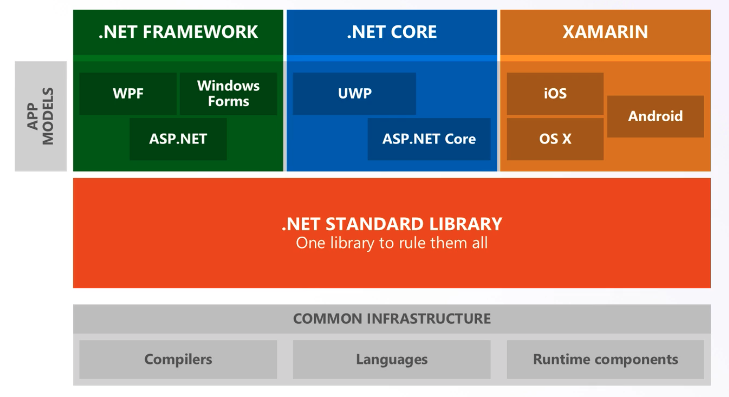 .NET FRAMEWORK
.NET CORE
XAMARIN
APP
MODELS
WPF
Windows
Forms
ASP.NET
UWP
ASP.NET Core
iOS
Android
OS X
.NET STANDARD LIBRARY
One library to rule them all
COMMON INFRASTRUCTURE
Compilers
Languages
Runtime components